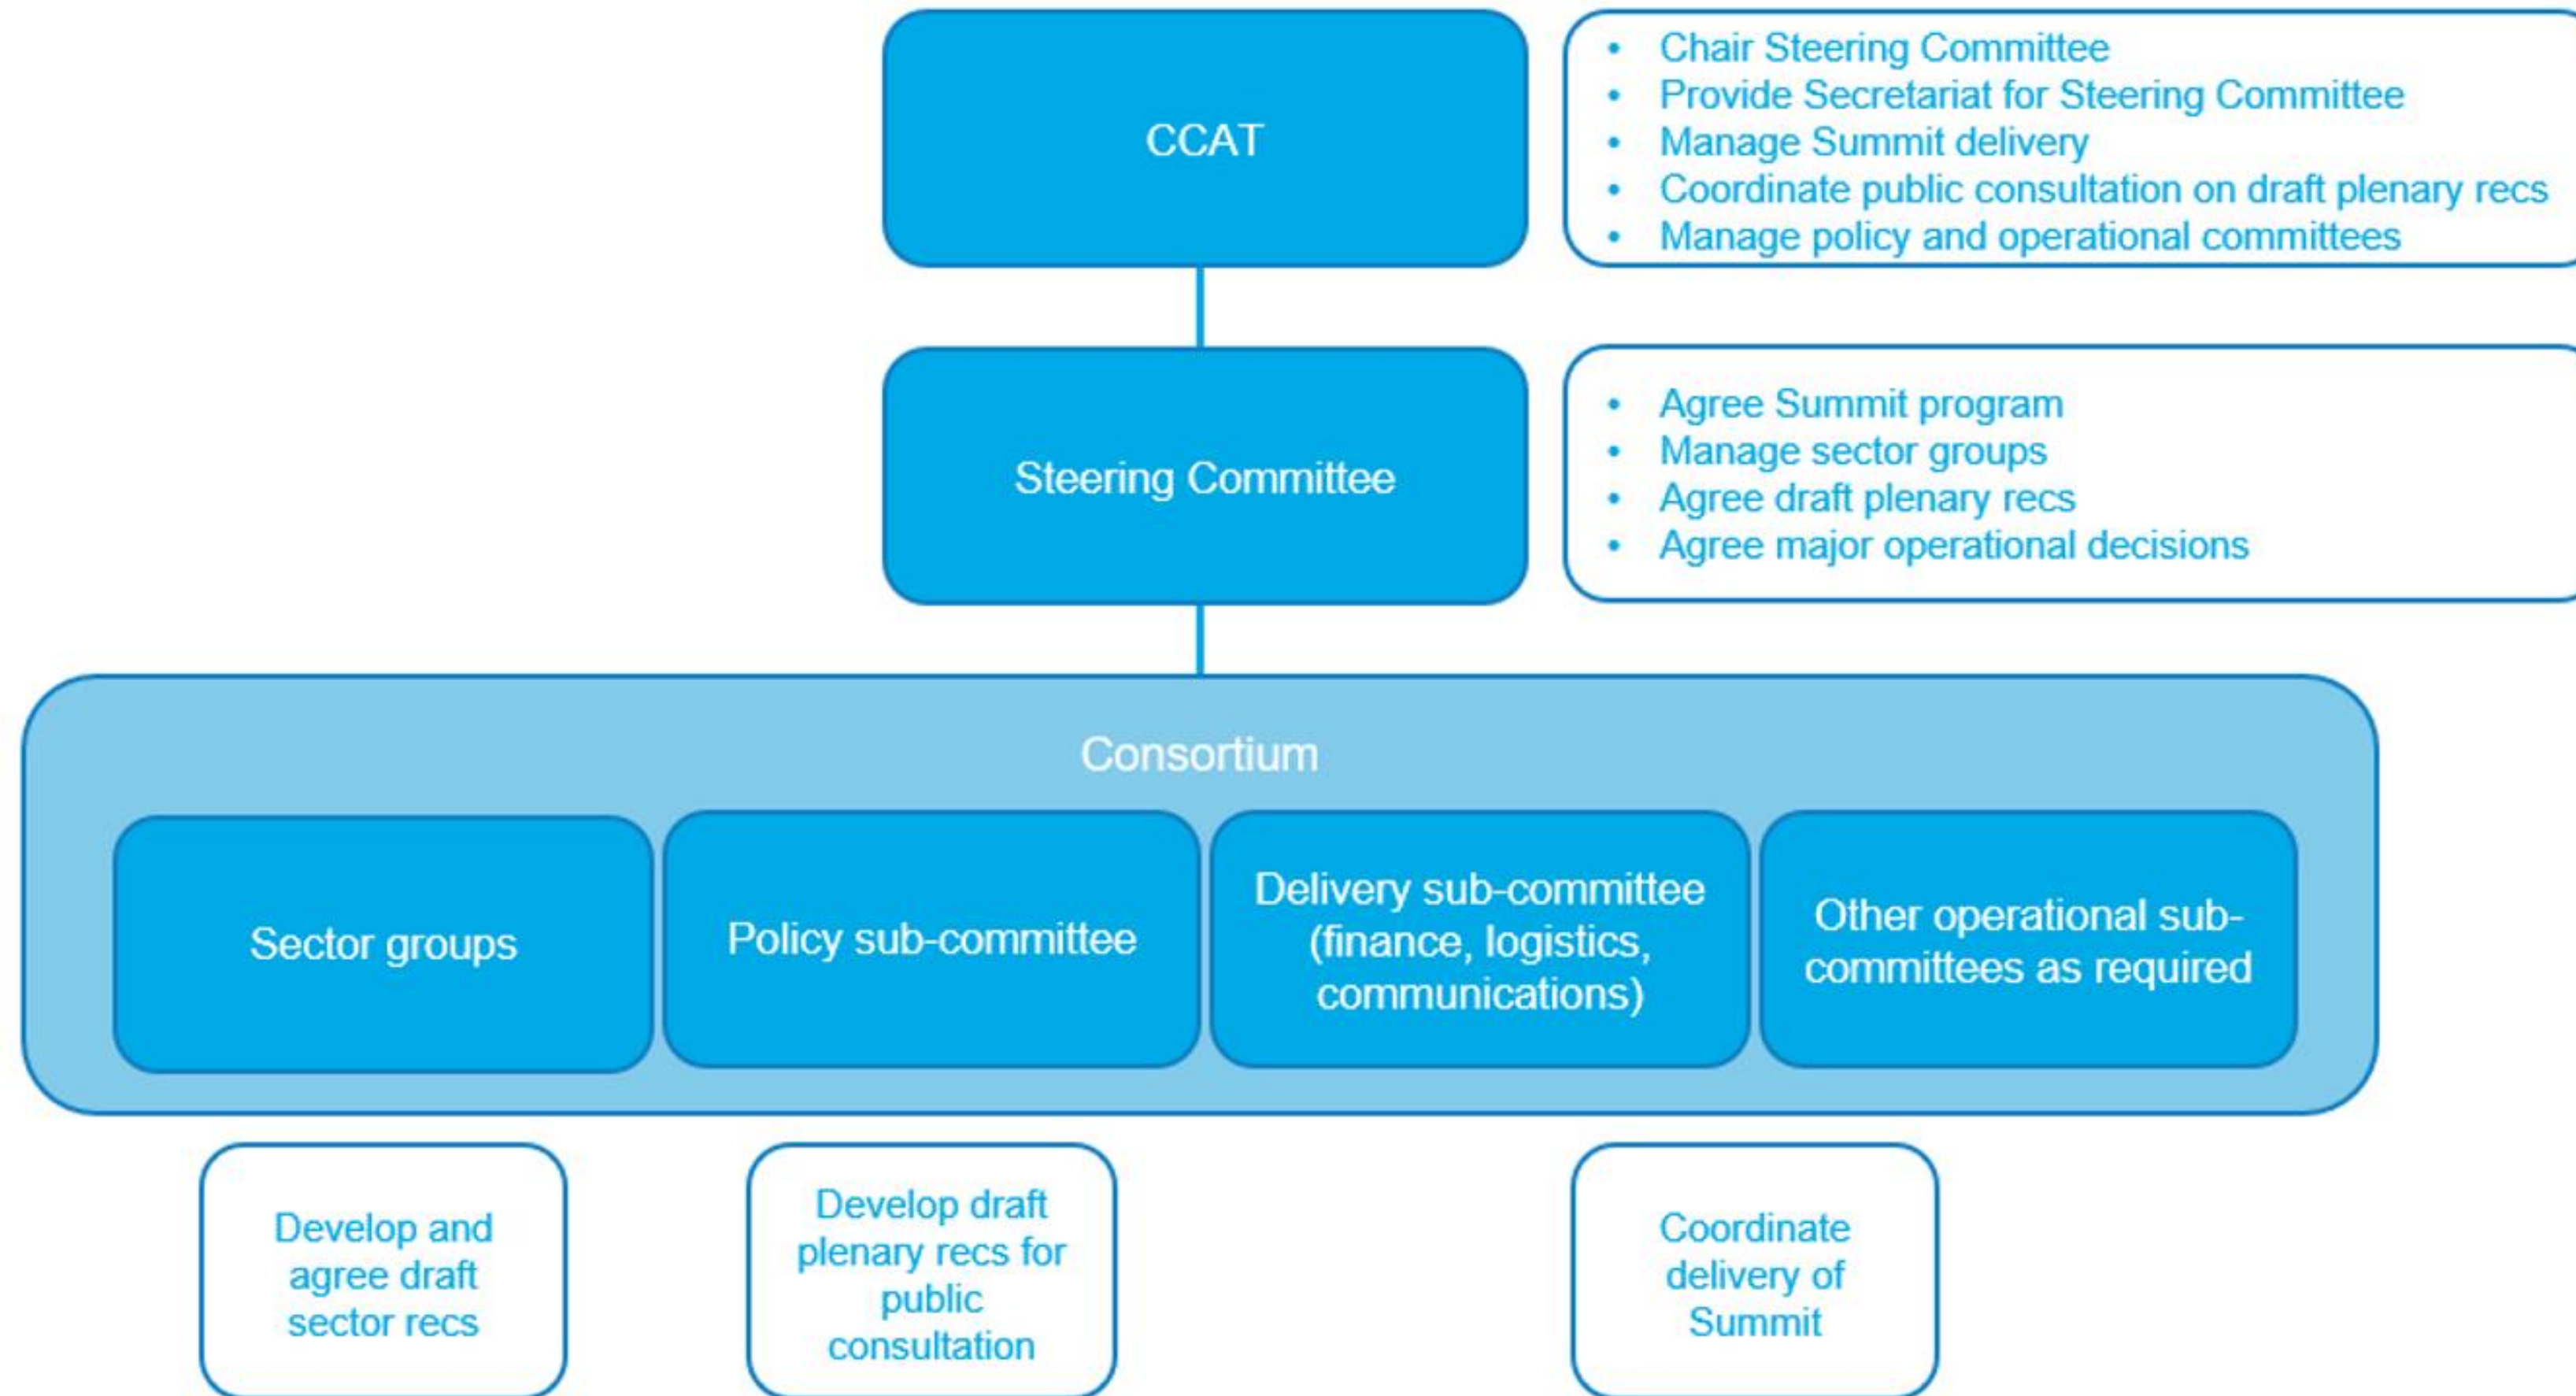 CCAT
• Chair Steering Committee
• Provide Secretariat for Steering Committee
• Manage Summit delivery
• Coordinate public consultation on draft plenary recs
• Manage policy and operational committees
Steering Committee
• Agree Summit program
• Manage sector groups
• Agree draft plenary recs
• Agree major operational decisions
Consortium
Sector groups
Policy sub-committee
Delivery sub-committee
(finance, logistics,
communications)
Other operational sub-
committees as required
Develop and
agree draft
sector recs
Develop draft
plenary recs for
public
consultation
Coordinate
delivery of
Summit